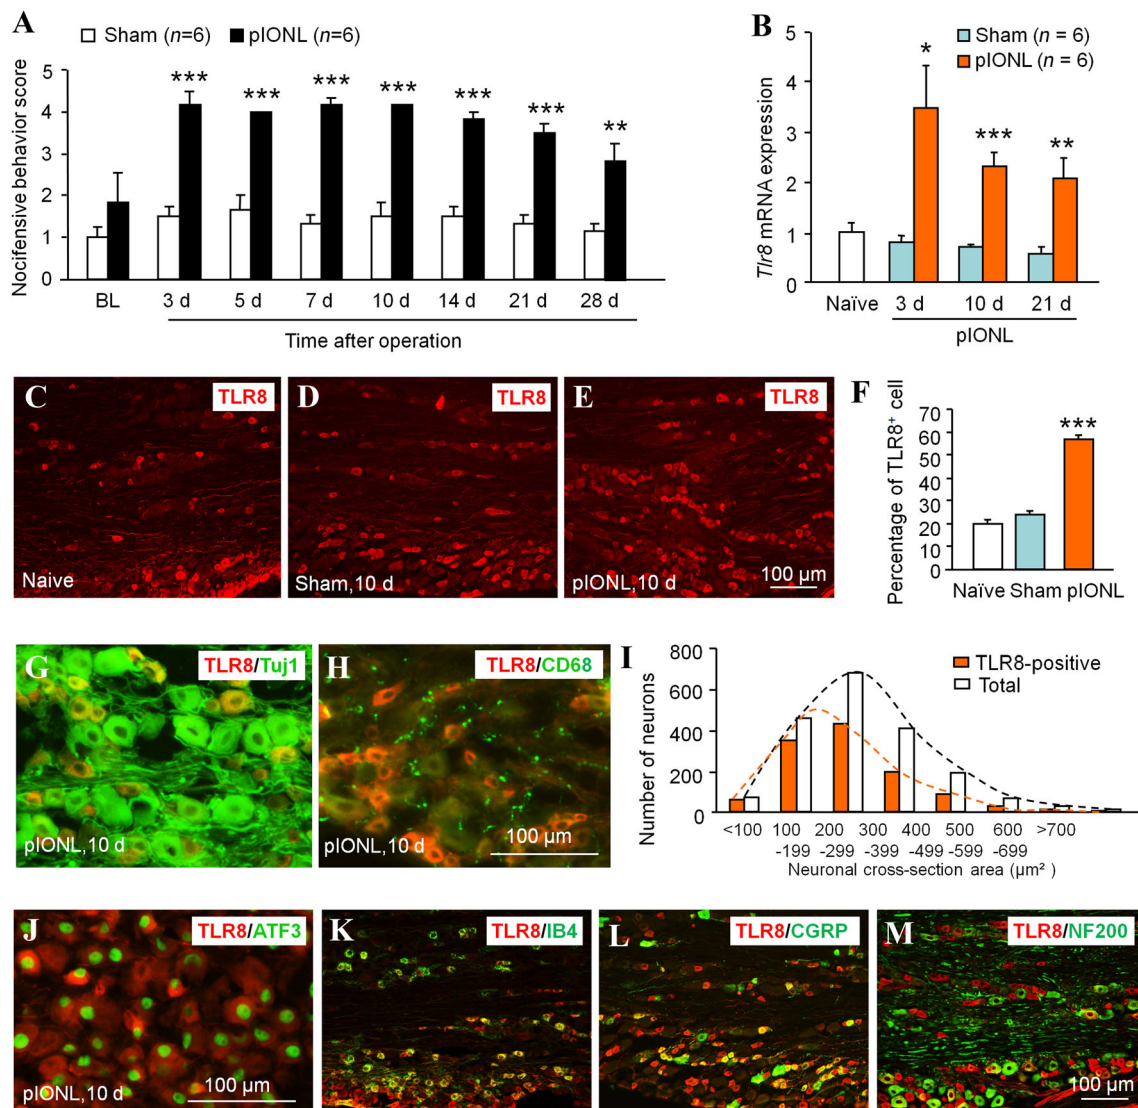 A
Sham (n=6)
pIONL (n=6)
Nocifensive behavior score
5
4
3
2
1
0
***
***
***
***
***
***
**
BL
3 d
5 d
7 d
10 d
14 d
21 d
28 d
Time after operation
B
Sham (n = 6)
pIONL (n = 6)
Tlr8 mRNA expression
5
4
3
2
1
0
*
***
**
Naïve
3 d
10 d
21 d
pIONL
C
TLR8
Naive
D
TLR8
Sham,10 d
E
TLR8
pIONL,10 d
100 µm
F
Percentage of TLR8⁺ cell
70
60
50
40
30
20
10
0
***
Naïve Sham pIONL
G
TLR8/Tuj1
pIONL,10 d
H
TLR8/CD68
pIONL,10 d
100 µm
I
TLR8-positive
Total
Number of neurons
800
600
400
200
0
<100 100 200 300 400 500 600 >700
-199 -299 -399 -499 -599 -699
Neuronal cross-section area (µm² )
J
TLR8/ATF3
pIONL,10 d
100 µm
K
TLR8/IB4
L
TLR8/CGRP
M
TLR8/NF200
100 µm